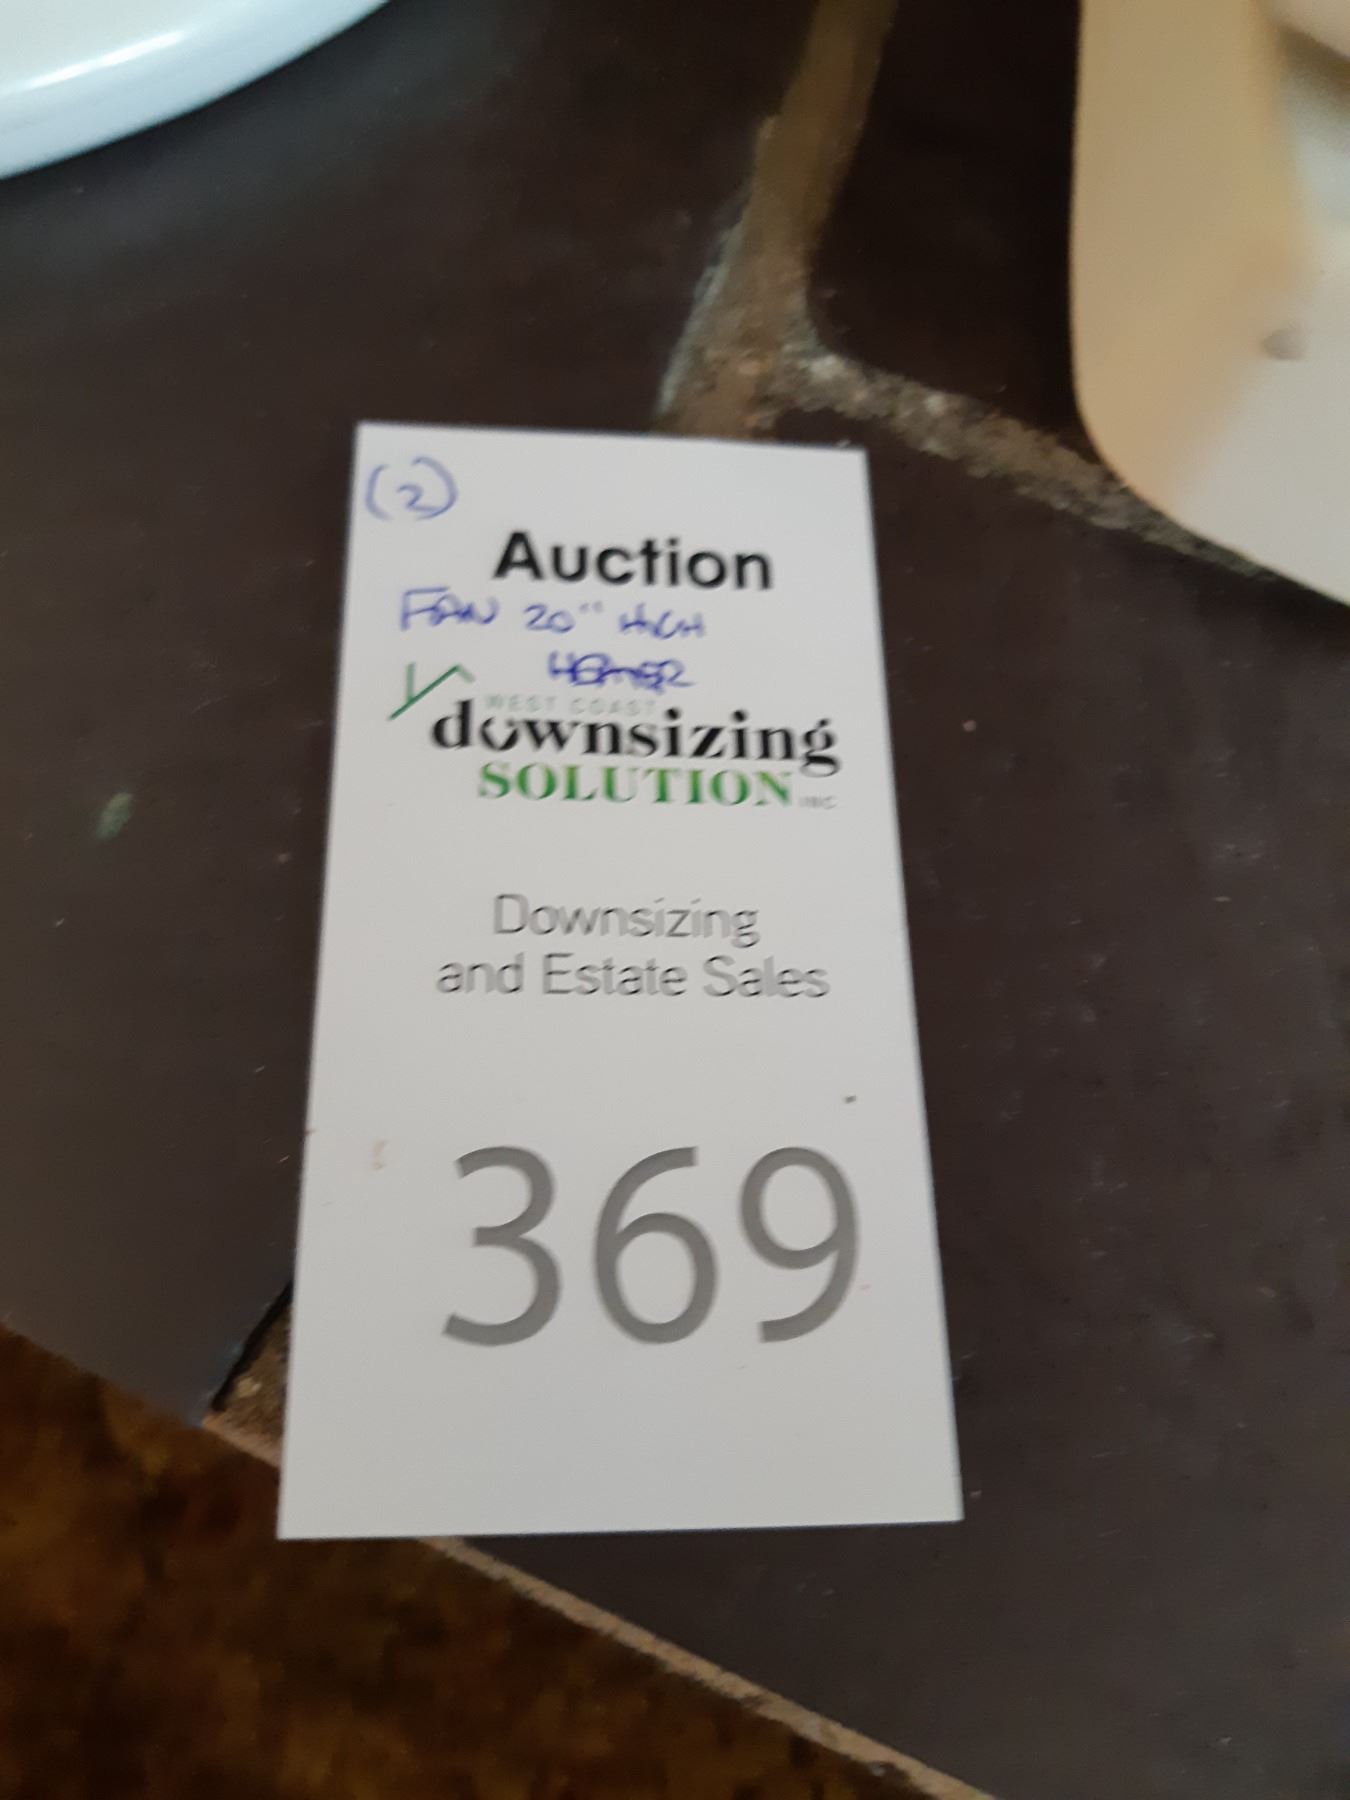 (2)
Auction
FAN 20" HIGH
HEATER
WEST COAST
downsizing
SOLUTION INC
Downsizing
and Estate Sales
369